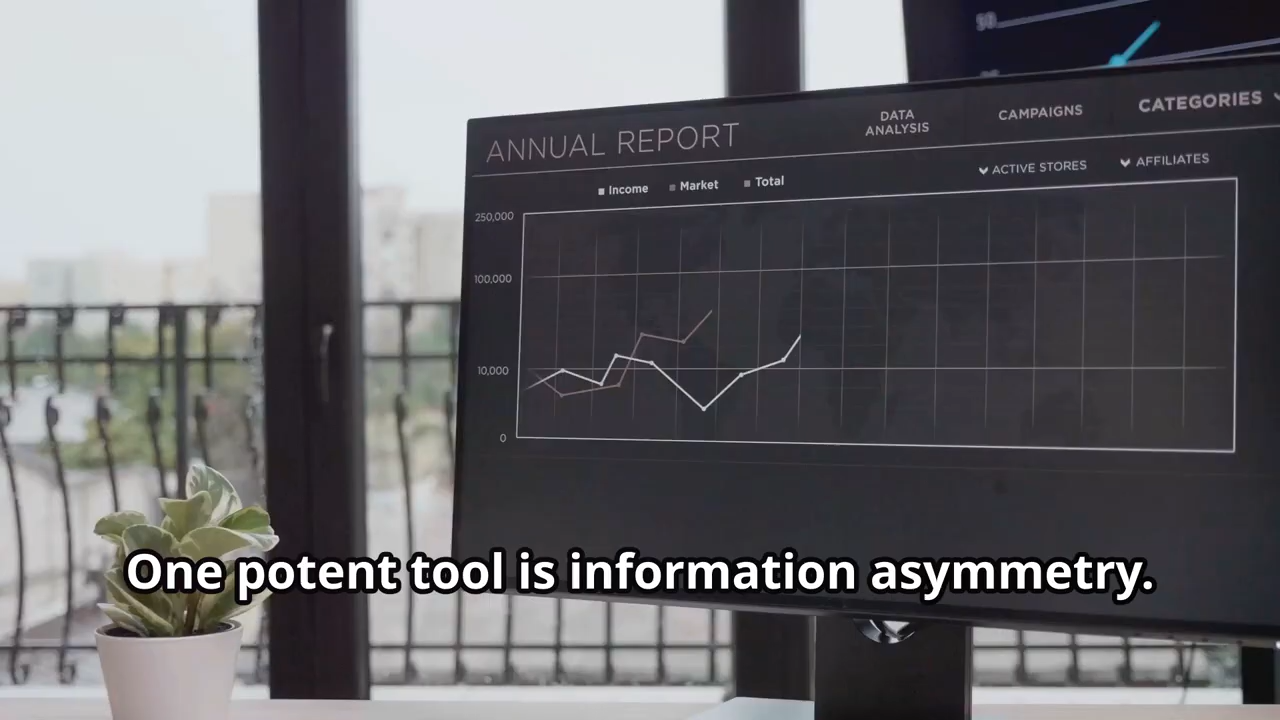 50
ANNUAL REPORT
DATA
ANALYSIS
CAMPAIGNS
CATEGORIES
Income
Market
Total
ACTIVE STORES
AFFILIATES
250,000
100,000
10,000
0
One potent tool is information asymmetry.